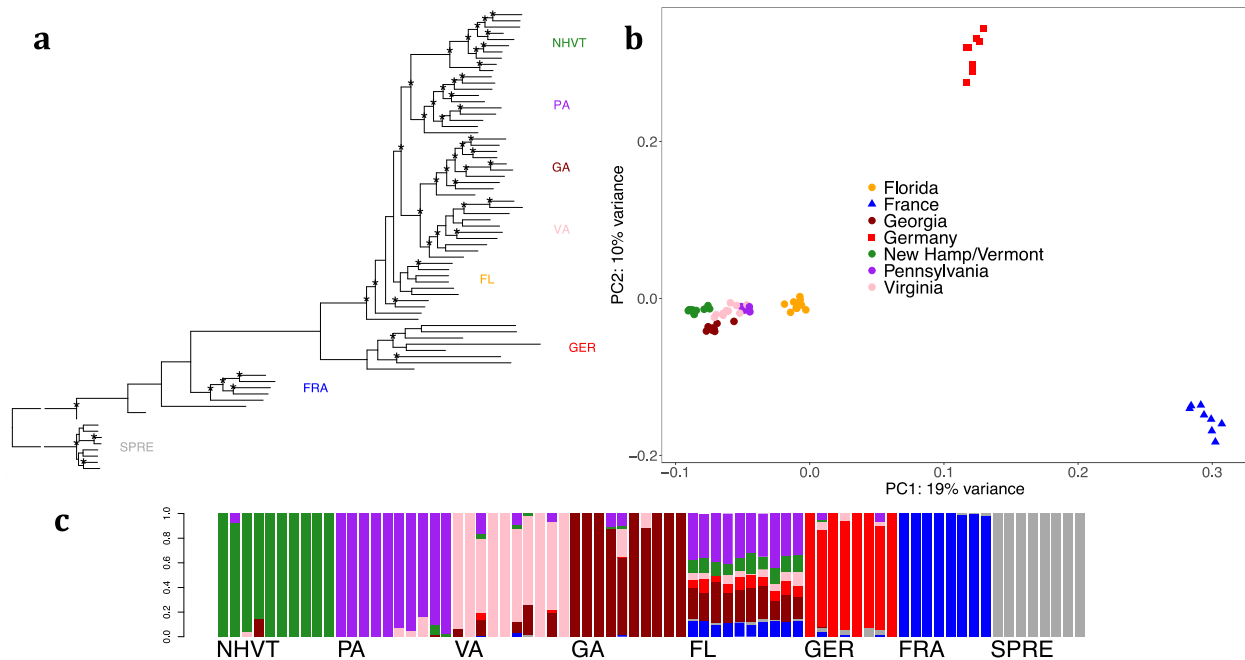 a
NHVT
PA
GA
VA
FL
GER
FRA
SPRE
b
PC2: 10% variance
0.2
0.0
−0.2
Florida
France
Georgia
Germany
New Hamp/Vermont
Pennsylvania
Virginia
−0.1 0.0 0.1 0.2 0.3
PC1: 19% variance
c
1.0
0.8
0.6
0.4
0.2
0.0
NHVT PA VA GA FL GER FRA SPRE